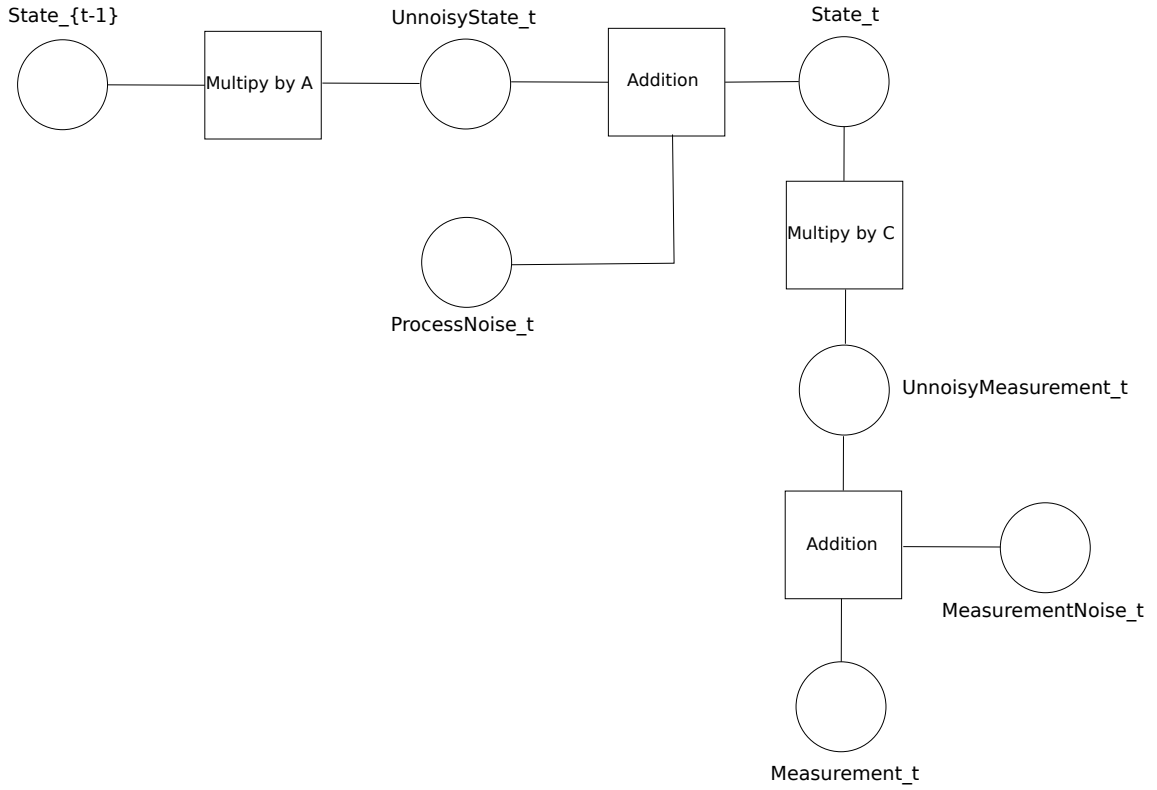 State_{t-1}
UnnoisyState_t
State_t
Multipy by A
Addition
ProcessNoise_t
Multipy by C
UnnoisyMeasurement_t
Addition
MeasurementNoise_t
Measurement_t